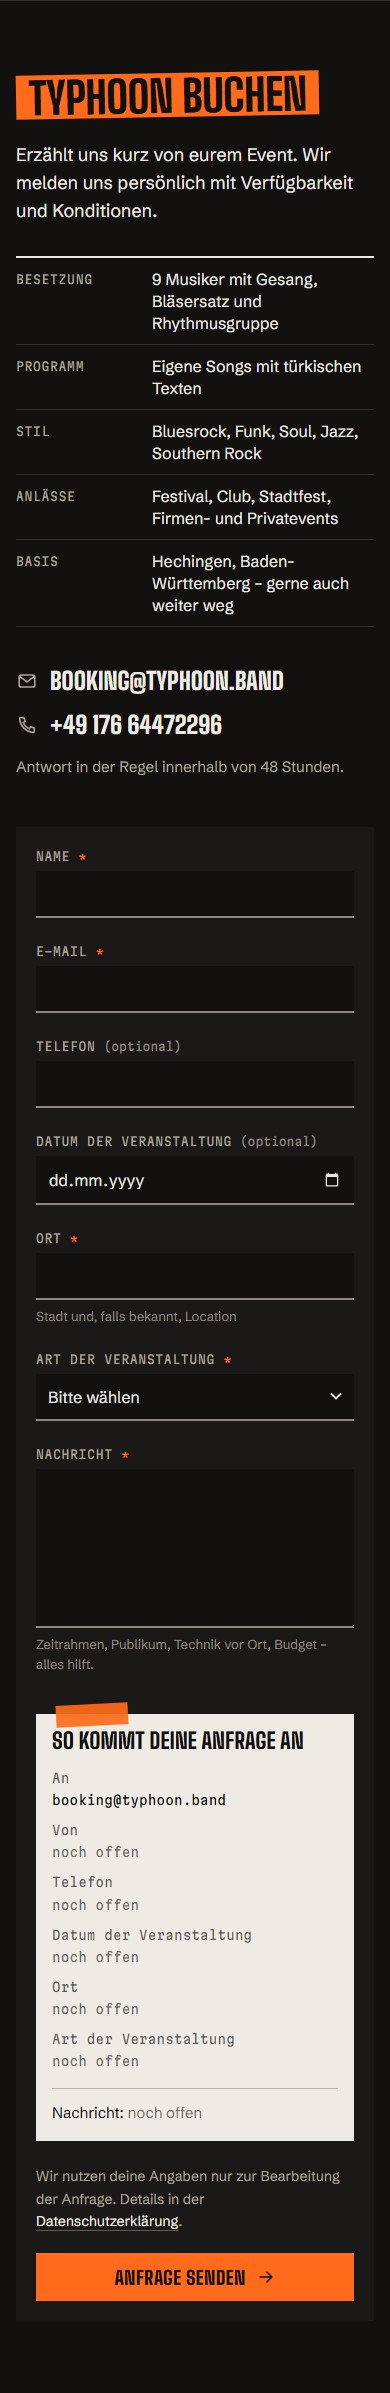 TYPHOON BUCHEN
Erzählt uns kurz von eurem Event. Wir
melden uns persönlich mit Verfügbarkeit
und Konditionen.
BESETZUNG
9 Musiker mit Gesang,
Bläsersatz und
Rhythmusgruppe
PROGRAMM
Eigene Songs mit türkischen
Texten
STIL
Bluesrock, Funk, Soul, Jazz,
Southern Rock
ANLÄSSE
Festival, Club, Stadtfest,
Firmen- und Privatevents
BASIS
Hechingen, Baden-
Württemberg – gerne auch
weiter weg
BOOKING@TYPHOON.BAND
+49 176 64472296
Antwort in der Regel innerhalb von 48 Stunden.
NAME *
E-MAIL *
TELEFON (optional)
DATUM DER VERANSTALTUNG (optional)
dd.mm.yyyy
ORT *
Stadt und, falls bekannt, Location
ART DER VERANSTALTUNG *
Bitte wählen
NACHRICHT *
Zeitrahmen, Publikum, Technik vor Ort, Budget –
alles hilft.
SO KOMMT DEINE ANFRAGE AN
An
booking@typhoon.band
Von
noch offen
Telefon
noch offen
Datum der Veranstaltung
noch offen
Ort
noch offen
Art der Veranstaltung
noch offen
Nachricht: noch offen
Wir nutzen deine Angaben nur zur Bearbeitung
der Anfrage. Details in der
Datenschutzerklärung.
ANFRAGE SENDEN →